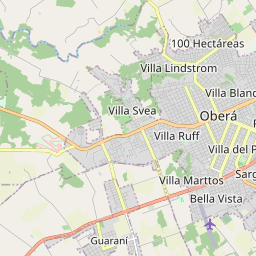 100 Hectáreas
Villa Lindstrom
Villa Blanc
Villa Svea
Oberá
Villa Ruff
Villa del P
Villa Marttos
Sarg
Bella Vista
Guaraní